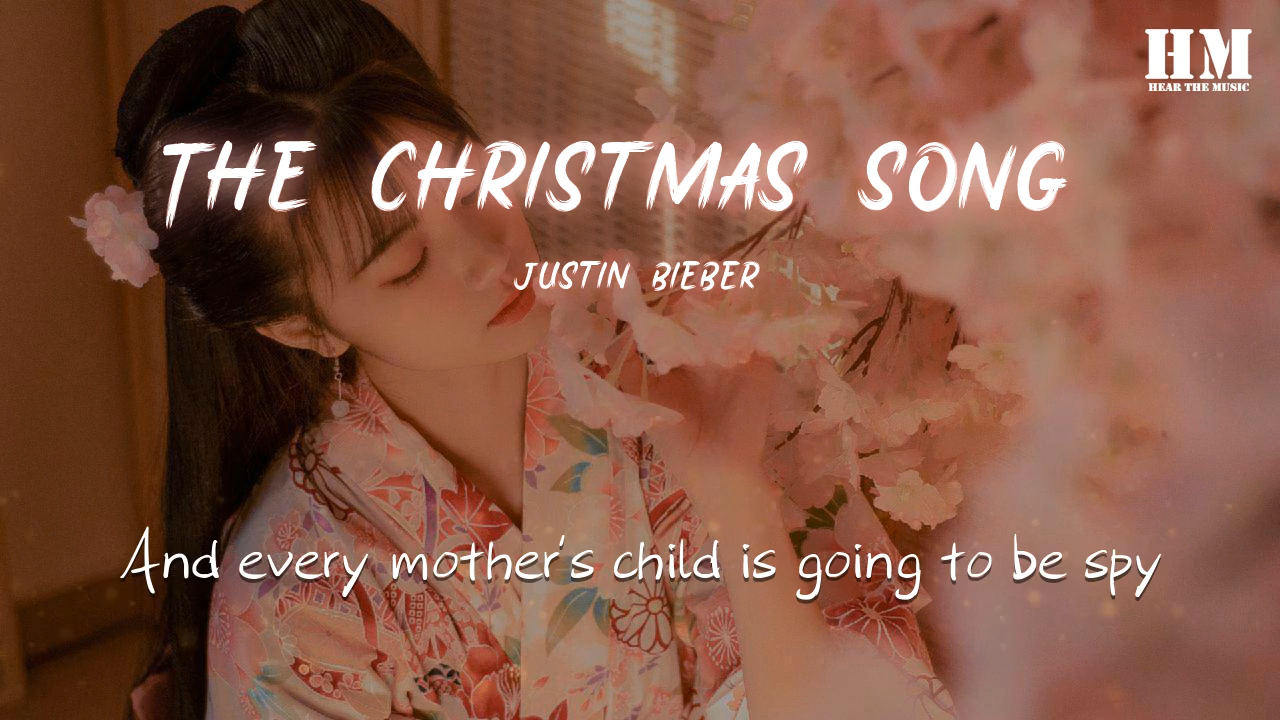 HM
HEAR THE MUSIC
THE CHRISTMAS SONG
JUSTIN BIEBER
And every mother's child is going to be spy